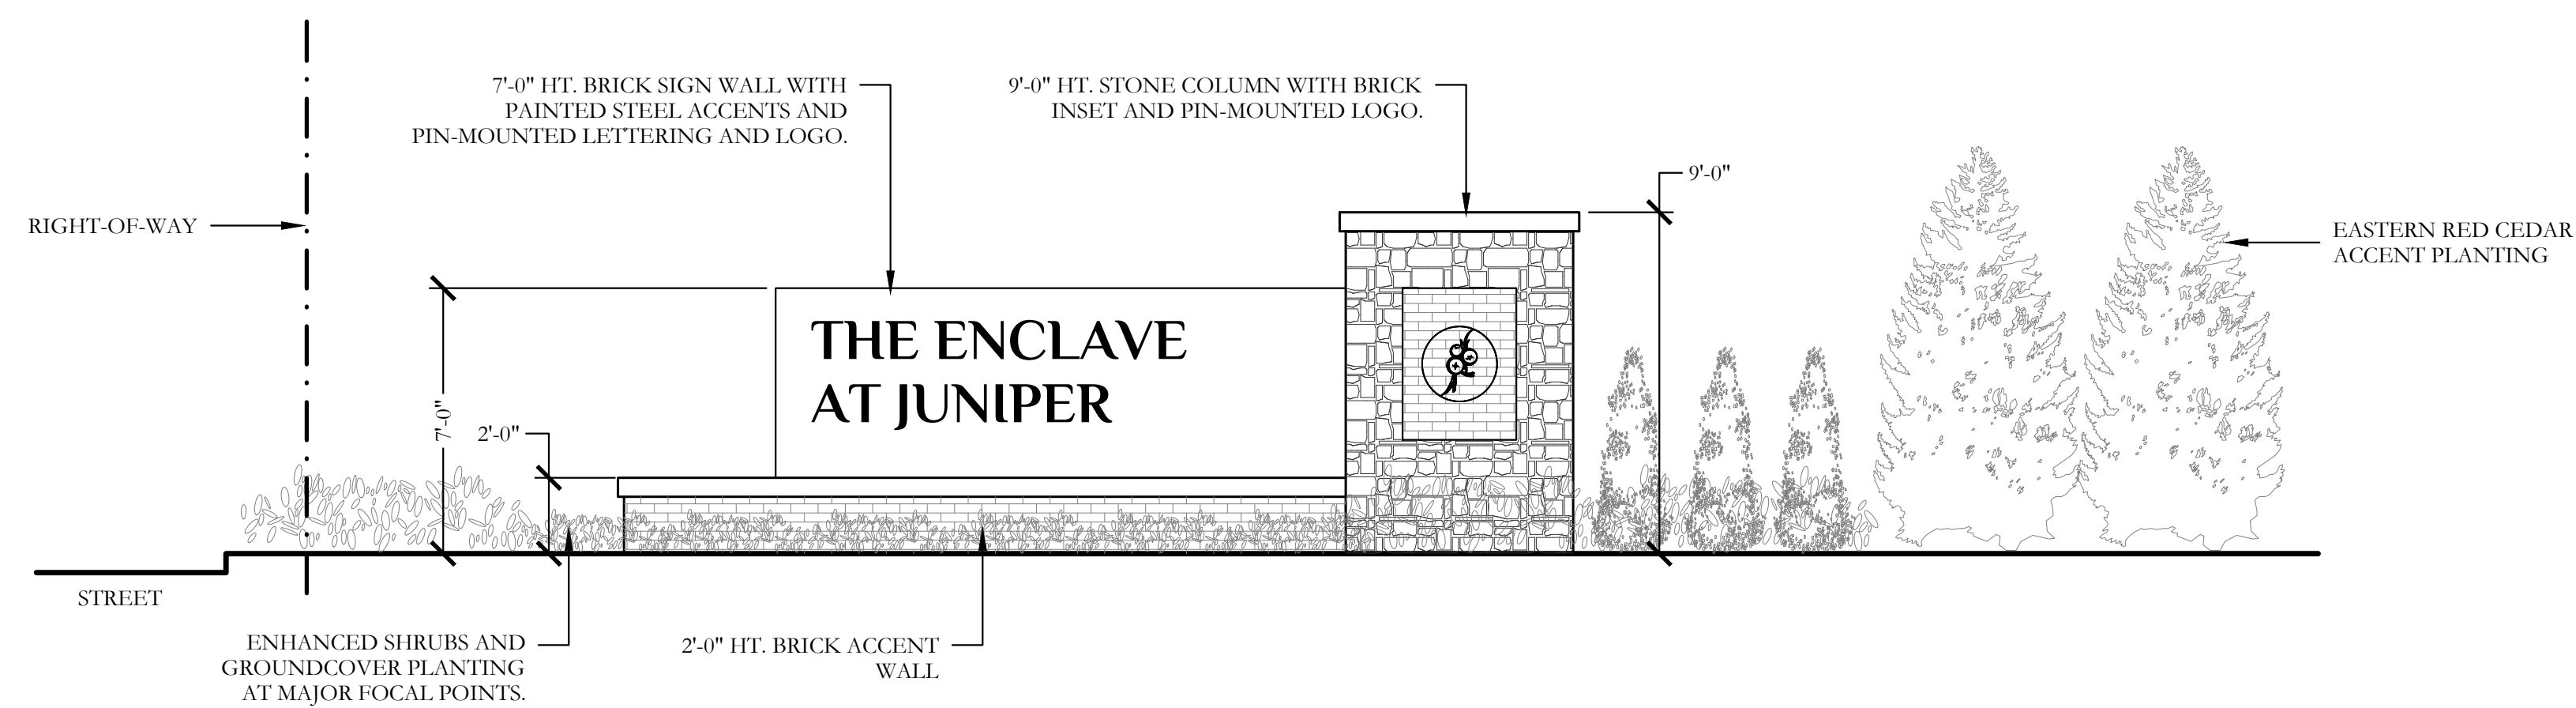 7'-0" HT. BRICK SIGN WALL WITH
PAINTED STEEL ACCENTS AND
PIN-MOUNTED LETTERING AND LOGO.
9'-0" HT. STONE COLUMN WITH BRICK
INSET AND PIN-MOUNTED LOGO.
9'-0"
RIGHT-OF-WAY
EASTERN RED CEDAR
ACCENT PLANTING
THE ENCLAVE
AT JUNIPER
7'-0"
2'-0"
STREET
ENHANCED SHRUBS AND
GROUNDCOVER PLANTING
AT MAJOR FOCAL POINTS.
2'-0" HT. BRICK ACCENT
WALL